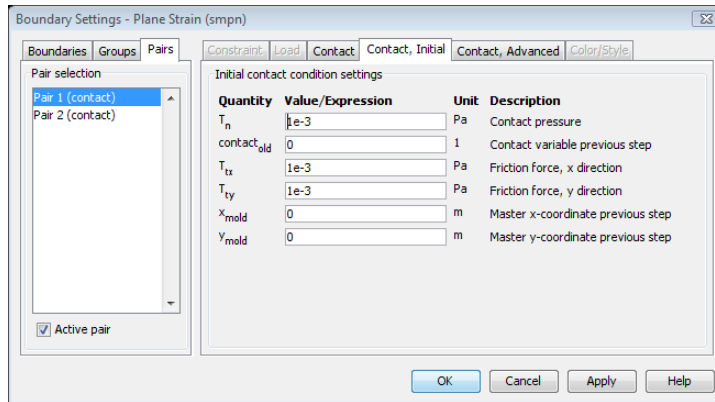 Boundary Settings - Plane Strain (smpn)
Boundaries Groups Pairs
Constraint Load Contact Contact, Initial Contact, Advanced Color/Style
Pair selection
Pair 1 (contact)
Pair 2 (contact)
Active pair
Initial contact condition settings
Quantity Value/Expression Unit Description
Tn 1e-3 Pa Contact pressure
contactold 0 1 Contact variable previous step
Ttx 1e-3 Pa Friction force, x direction
Tty 1e-3 Pa Friction force, y direction
xmold 0 m Master x-coordinate previous step
ymold 0 m Master y-coordinate previous step
OK Cancel Apply Help